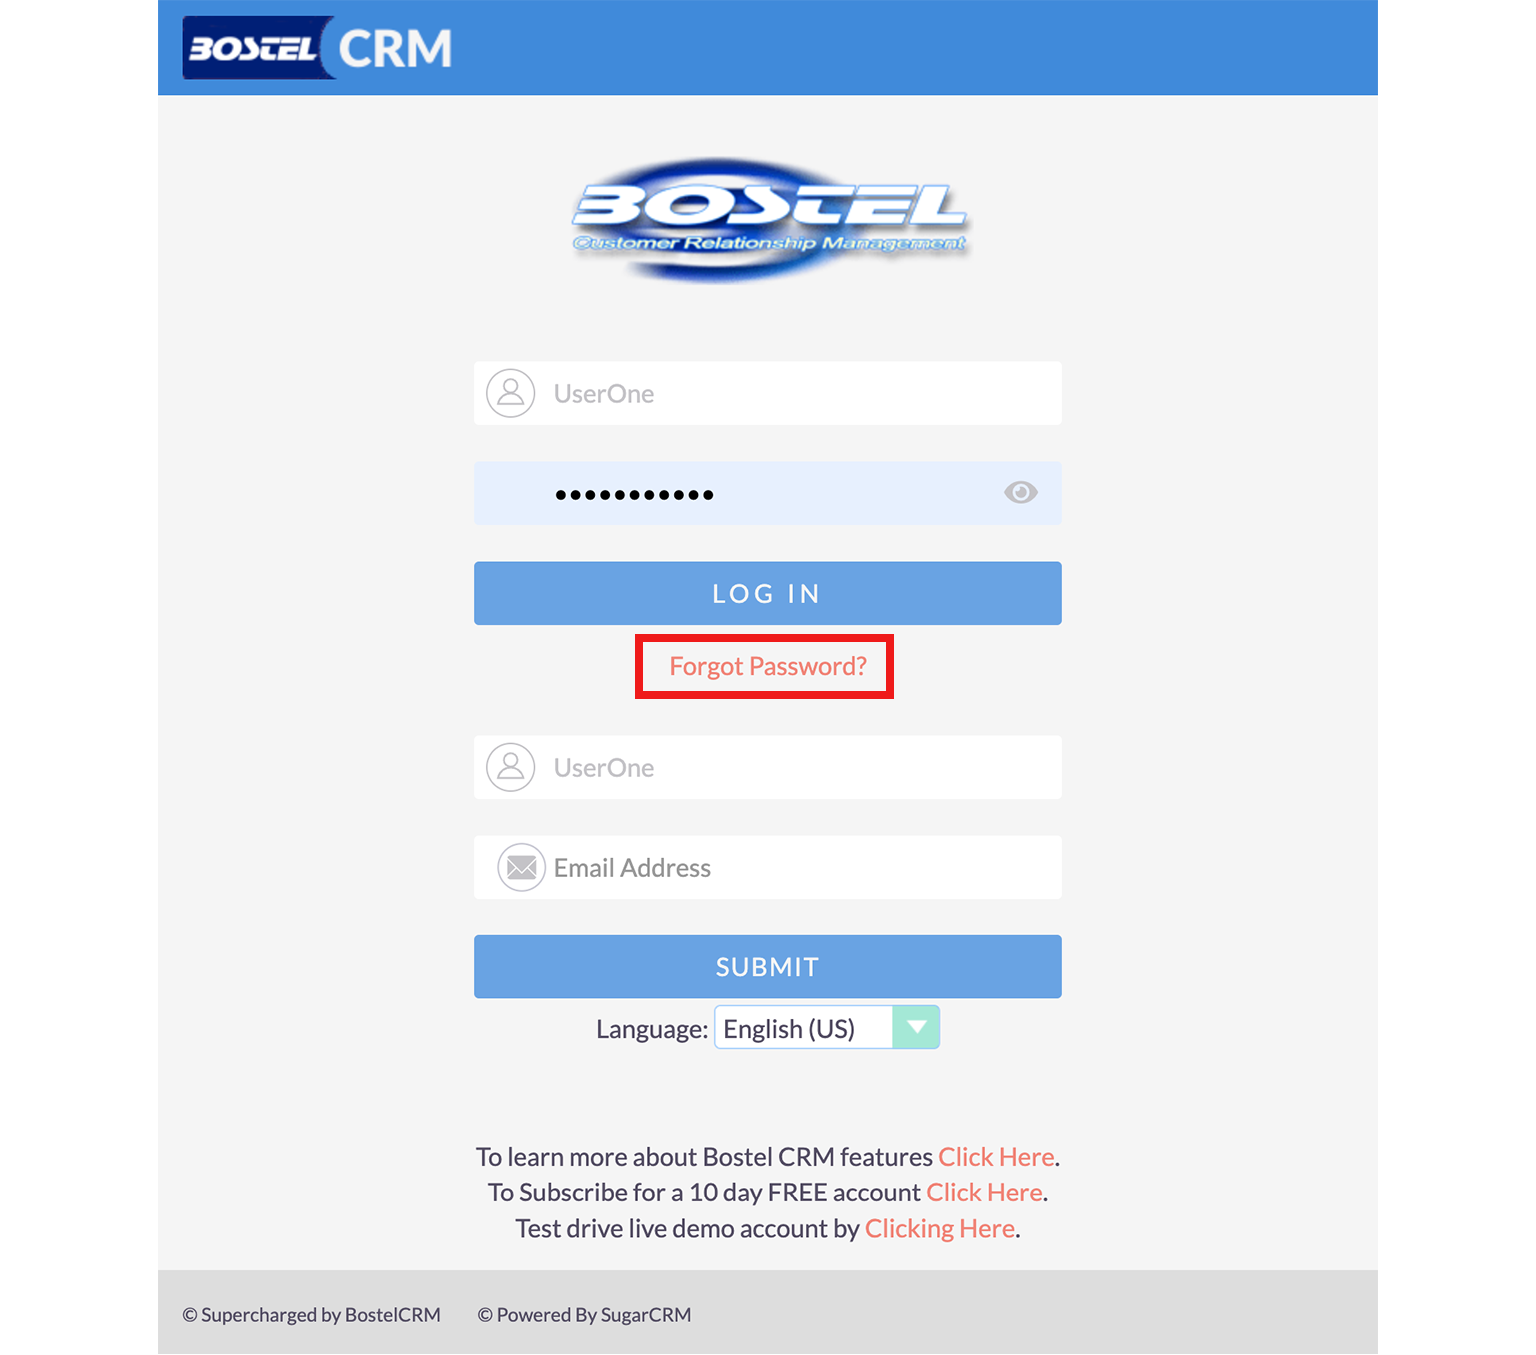 BOSTEL CRM
BOSTEL
Customer Relationship Management
UserOne
•••••••••••
LOG IN
Forgot Password?
UserOne
Email Address
SUBMIT
Language: English (US)
To learn more about Bostel CRM features Click Here.
To Subscribe for a 10 day FREE account Click Here.
Test drive live demo account by Clicking Here.
© Supercharged by BostelCRM © Powered By SugarCRM